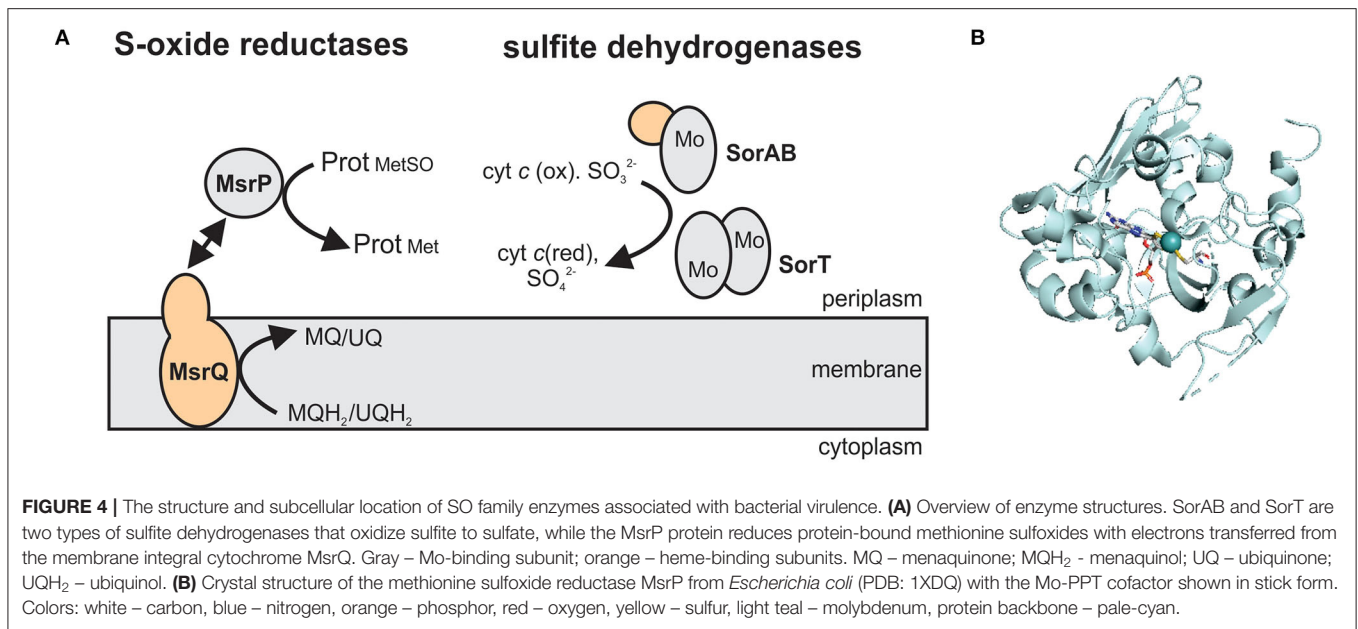 A
S-oxide reductases
sulfite dehydrogenases
B
MsrP
Prot MetSO
Prot Met
Mo
SorAB
cyt c (ox). SO₃²⁻
cyt c(red),
SO₄²⁻
Mo
Mo
SorT
periplasm
MsrQ
MQ/UQ
MQH₂/UQH₂
membrane
cytoplasm
FIGURE 4 | The structure and subcellular location of SO family enzymes associated with bacterial virulence. (A) Overview of enzyme structures. SorAB and SorT are
two types of sulfite dehydrogenases that oxidize sulfite to sulfate, while the MsrP protein reduces protein-bound methionine sulfoxides with electrons transferred from
the membrane integral cytochrome MsrQ. Gray – Mo-binding subunit; orange – heme-binding subunits. MQ – menaquinone; MQH₂ - menaquinol; UQ – ubiquinone;
UQH₂ – ubiquinol. (B) Crystal structure of the methionine sulfoxide reductase MsrP from Escherichia coli (PDB: 1XDQ) with the Mo-PPT cofactor shown in stick form.
Colors: white – carbon, blue – nitrogen, orange – phosphor, red – oxygen, yellow – sulfur, light teal – molybdenum, protein backbone – pale-cyan.